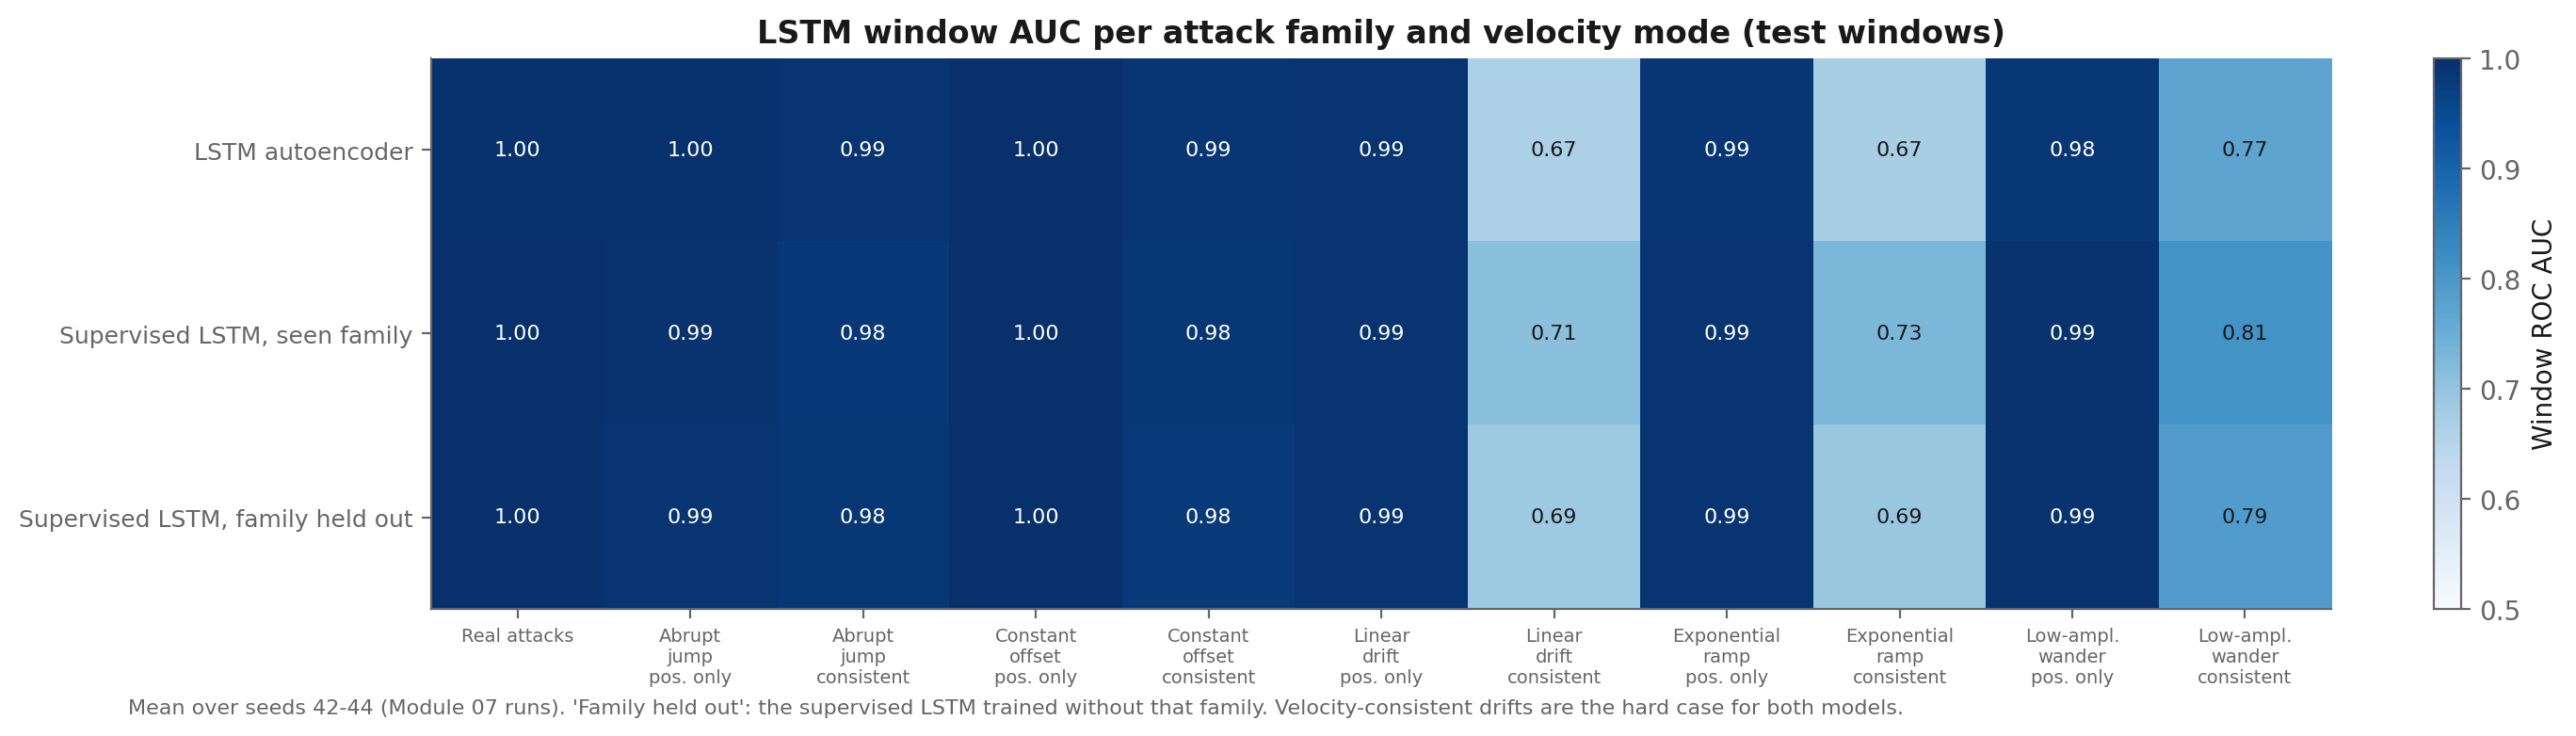 LSTM window AUC per attack family and velocity mode (test windows)
LSTM autoencoder
1.00 1.00 0.99 1.00 0.99 0.99 0.67 0.99 0.67 0.98 0.77
Supervised LSTM, seen family
1.00 0.99 0.98 1.00 0.98 0.99 0.71 0.99 0.73 0.99 0.81
Supervised LSTM, family held out
1.00 0.99 0.98 1.00 0.98 0.99 0.69 0.99 0.69 0.99 0.79
Real attacks
Abrupt
jump
pos. only
Abrupt
jump
consistent
Constant
offset
pos. only
Constant
offset
consistent
Linear
drift
pos. only
Linear
drift
consistent
Exponential
ramp
pos. only
Exponential
ramp
consistent
Low-ampl.
wander
pos. only
Low-ampl.
wander
consistent
1.0
0.9
0.8
0.7
0.6
0.5
Window ROC AUC
Mean over seeds 42-44 (Module 07 runs). 'Family held out': the supervised LSTM trained without that family. Velocity-consistent drifts are the hard case for both models.